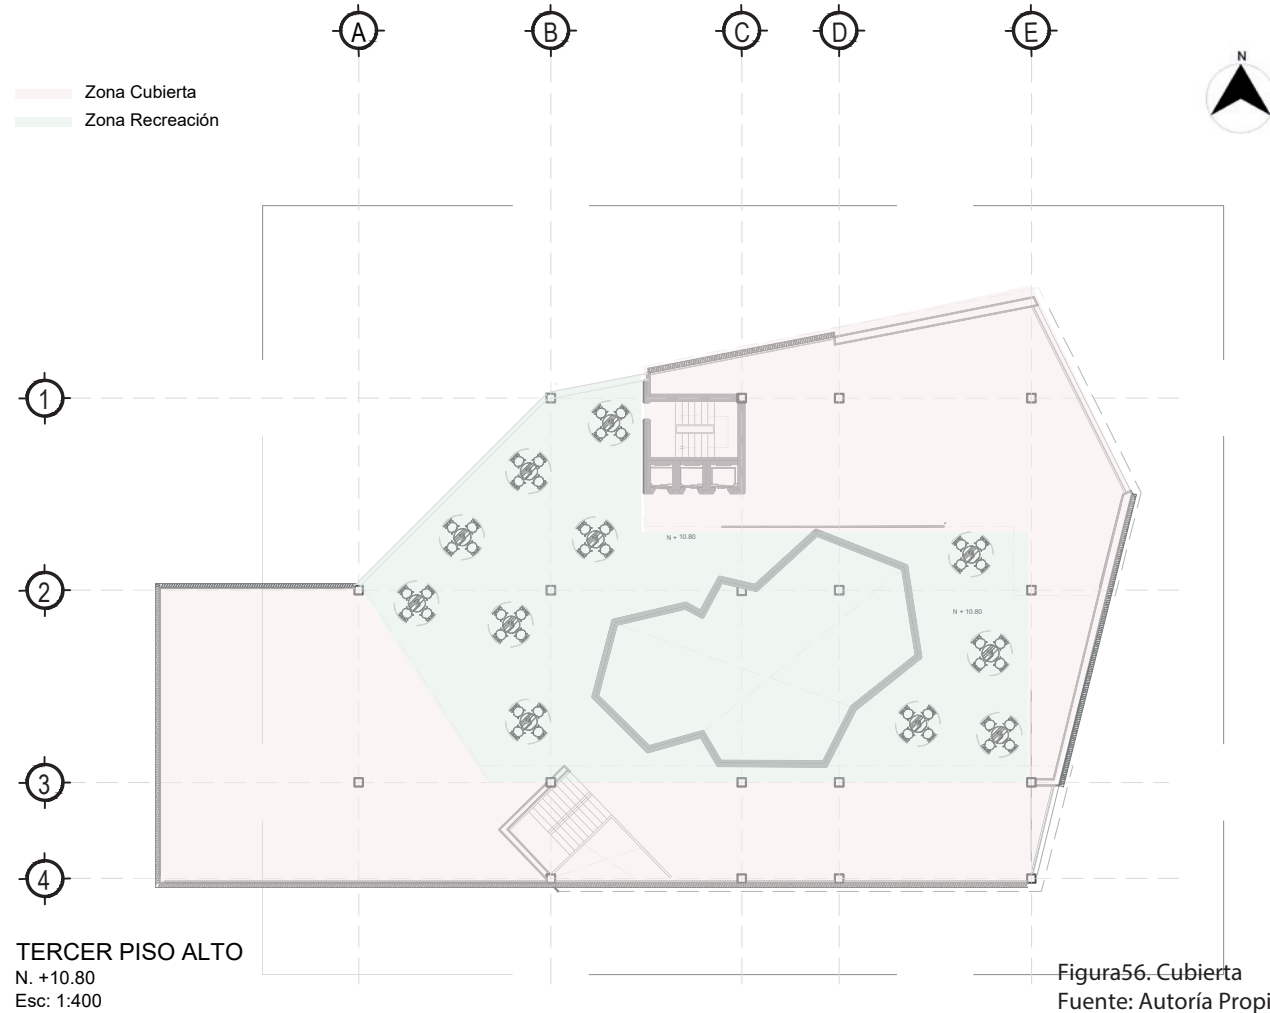 A B C D E
N
Zona Cubierta
Zona Recreación
1
N + 10.80
2
N + 10.80
3
4
TERCER PISO ALTO
N. +10.80
Esc: 1:400
Figura56. Cubierta
Fuente: Autoría Propi